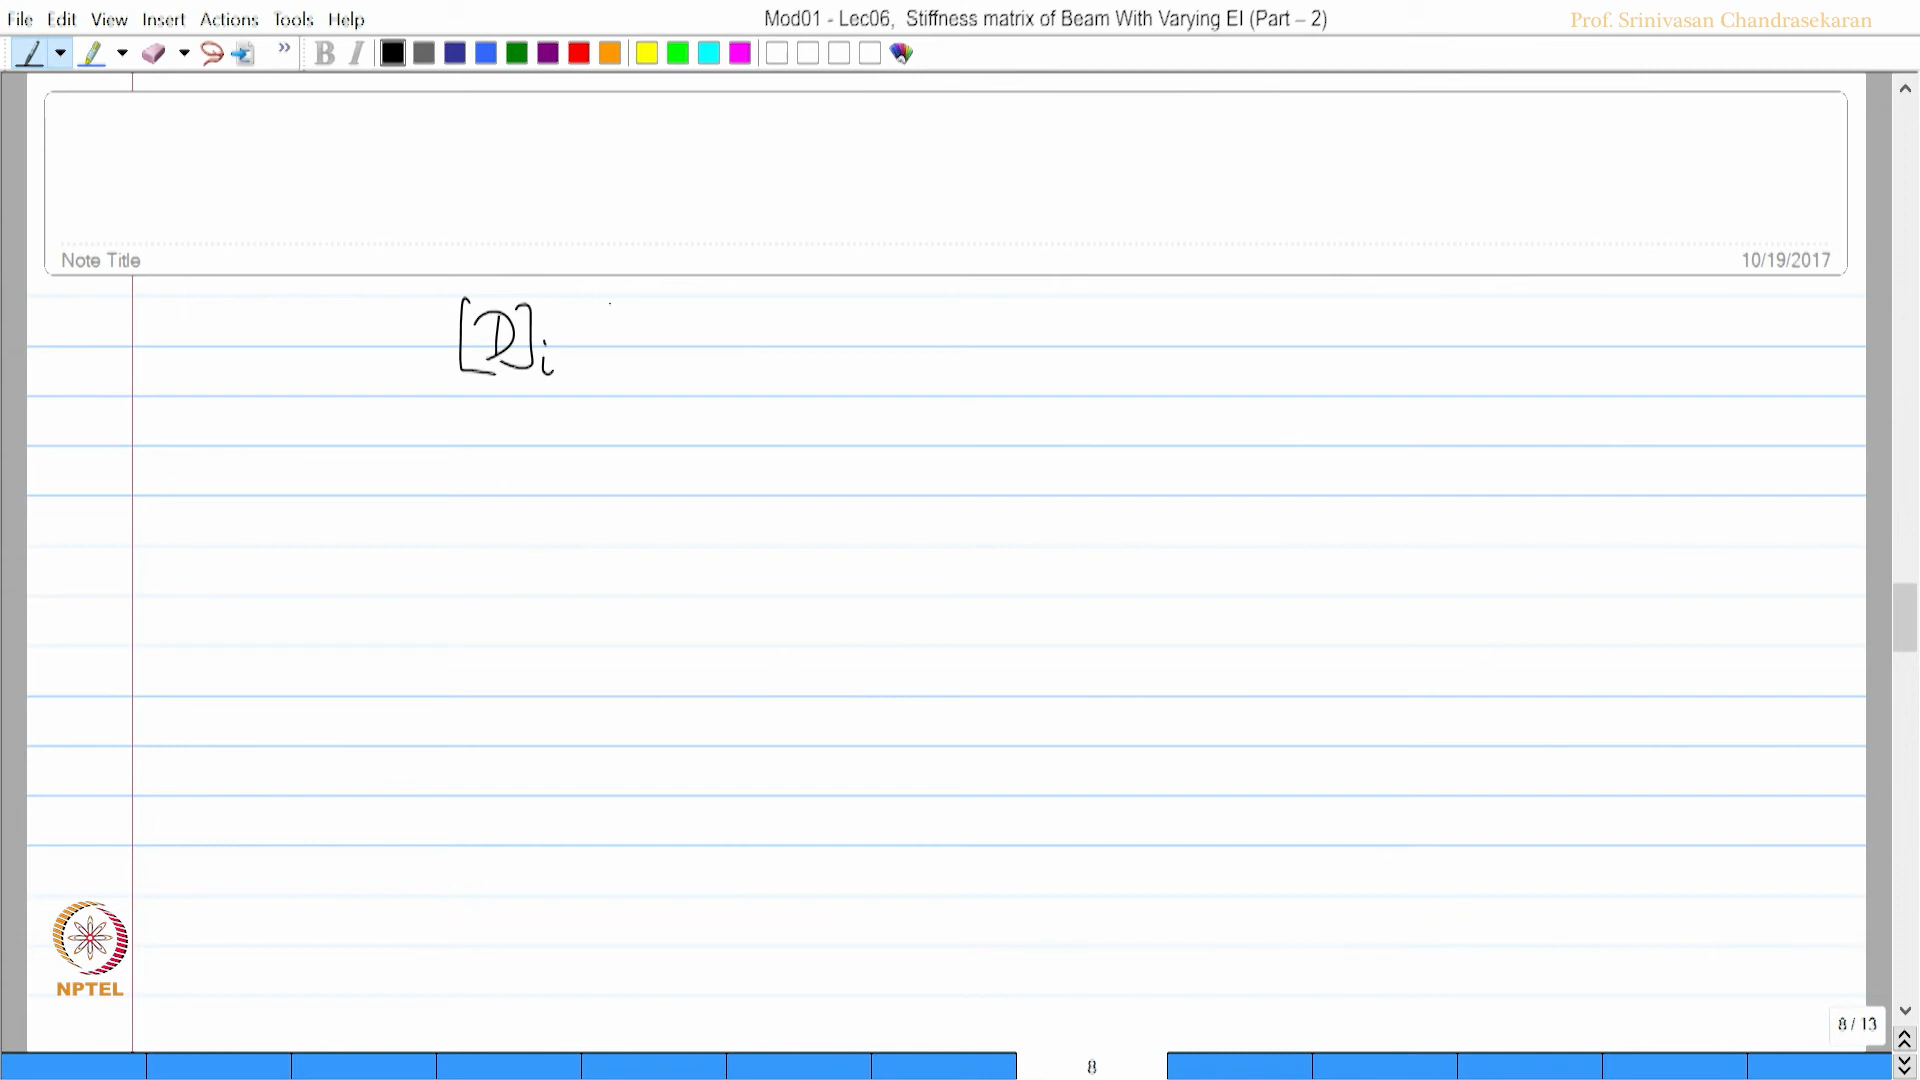 File Edit View Insert Actions Tools Help
Mod01 - Lec06, Stiffness matrix of Beam With Varying EI (Part – 2)
Prof. Srinivasan Chandrasekaran
» B I
Note Title
10/19/2017
[D]i
NPTEL
8 / 13
8